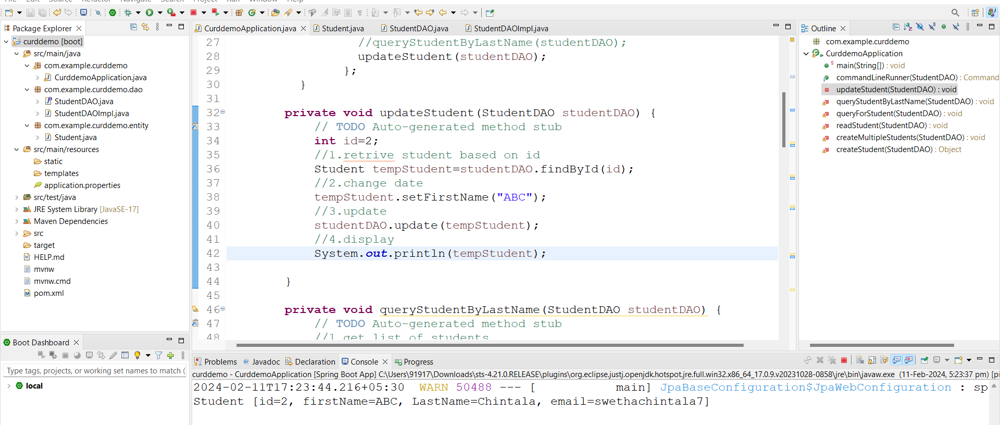 File Edit Source Refactor Navigate Search Project Run Window Help
Package Explorer
curddemo [boot]
src/main/java
com.example.curddemo
CurddemoApplication.java
com.example.curddemo.dao
StudentDAO.java
StudentDAOImpl.java
com.example.curddemo.entity
Student.java
src/main/resources
static
templates
application.properties
src/test/java
JRE System Library [JavaSE-17]
Maven Dependencies
src
target
HELP.md
mvnw
mvnw.cmd
pom.xml
Boot Dashboard
Type tags, projects, or working set names to match (
local
CurddemoApplication.java Student.java StudentDAO.java StudentDAOImpl.java
27 //queryStudentByLastName(studentDAO);
28 updateStudent(studentDAO);
29 };
30 }
31
32 private void updateStudent(StudentDAO studentDAO) {
33 // TODO Auto-generated method stub
34 int id=2;
35 //1.retrive student based on id
36 Student tempStudent=studentDAO.findById(id);
37 //2.change date
38 tempStudent.setFirstName("ABC");
39 //3.update
40 studentDAO.update(tempStudent);
41 //4.display
42 System.out.println(tempStudent);
43
44 }
45
46 private void queryStudentByLastName(StudentDAO studentDAO) {
47 // TODO Auto-generated method stub
48 //1 get list of students
Outline
com.example.curddemo
CurddemoApplication
main(String[]) : void
commandLineRunner(StudentDAO) : Command
updateStudent(StudentDAO) : void
queryStudentByLastName(StudentDAO) : void
queryForStudent(StudentDAO) : void
readStudent(StudentDAO) : void
createMultipleStudents(StudentDAO) : void
createStudent(StudentDAO) : Object
Problems Javadoc Declaration Console Progress
curddemo - CurddemoApplication [Spring Boot App] C:\Users\91917\Downloads\sts-4.21.0.RELEASE\plugins\org.eclipse.justj.openjdk.hotspot.jre.full.win32.x86_64_17.0.9.v20231028-0858\jre\bin\javaw.exe (11-Feb-2024, 5:23:37 pm) [pi
2024-02-11T17:23:44.216+05:30 WARN 50488 --- [ main] JpaBaseConfiguration$JpaWebConfiguration : sp
Student [id=2, firstName=ABC, LastName=Chintala, email=swethachintala7]